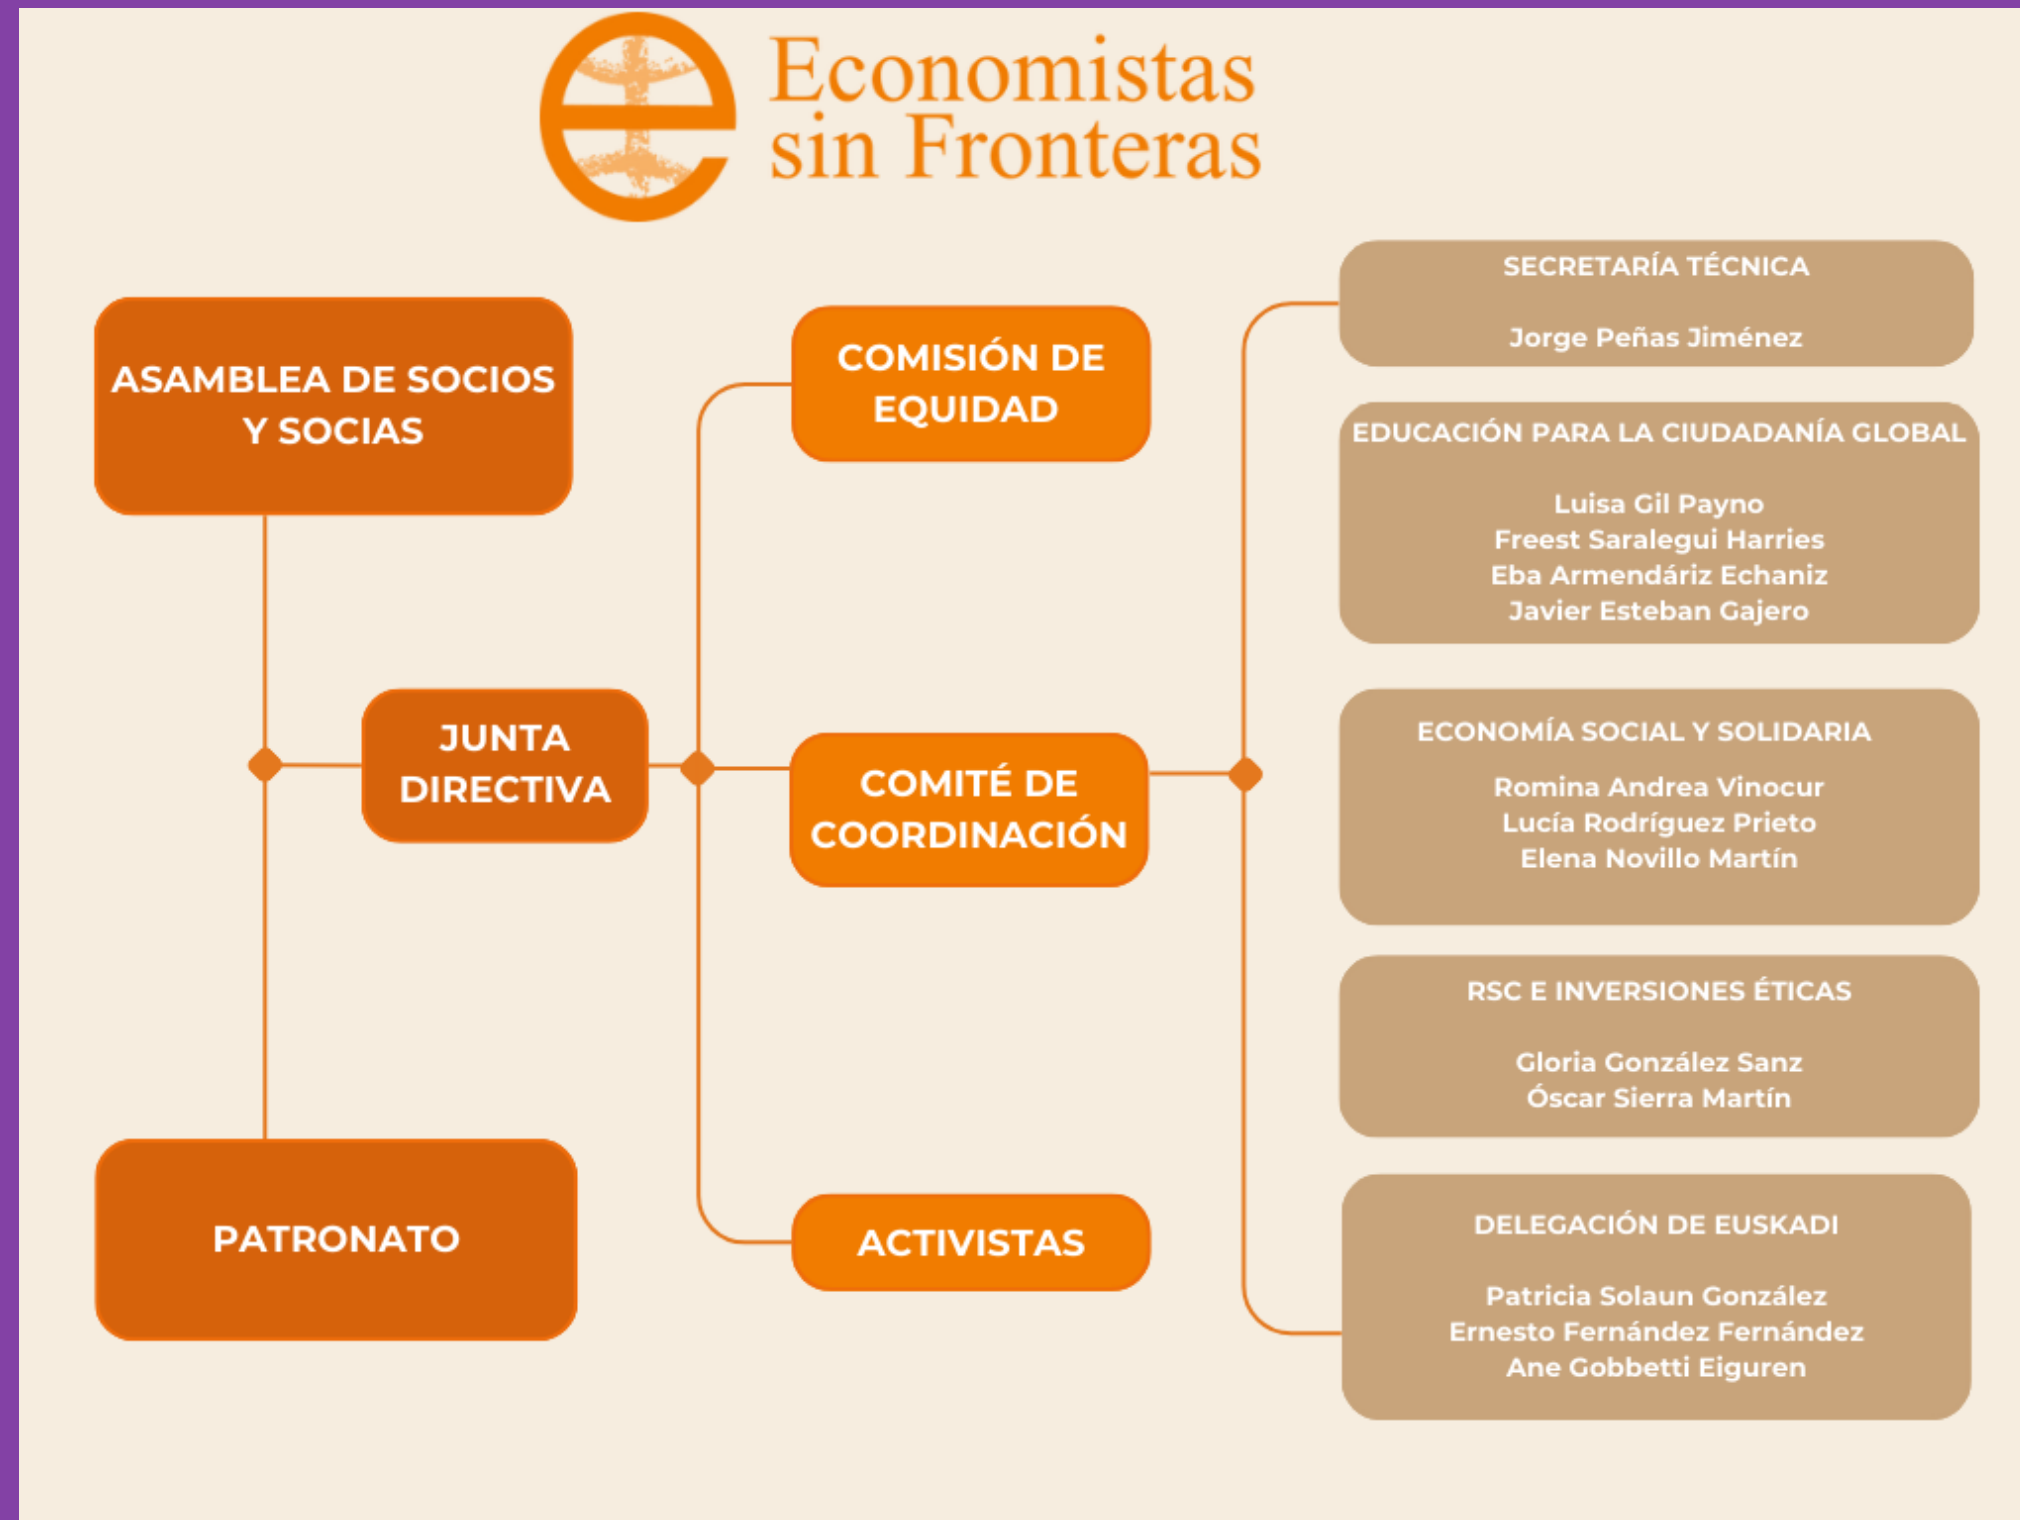 Economistas
sin Fronteras
ASAMBLEA DE SOCIOS
Y SOCIAS
PATRONATO
JUNTA
DIRECTIVA
COMISIÓN DE
EQUIDAD
COMITÉ DE
COORDINACIÓN
ACTIVISTAS
SECRETARÍA TÉCNICA
Jorge Peñas Jiménez
EDUCACIÓN PARA LA CIUDADANÍA GLOBAL
Luisa Gil Payno
Freest Saralegui Harries
Eba Armendáriz Echaniz
Javier Esteban Gajero
ECONOMÍA SOCIAL Y SOLIDARIA
Romina Andrea Vinocur
Lucía Rodríguez Prieto
Elena Novillo Martín
RSC E INVERSIONES ÉTICAS
Gloria González Sanz
Óscar Sierra Martín
DELEGACIÓN DE EUSKADI
Patricia Solaun González
Ernesto Fernández Fernández
Ane Gobbetti Eiguren